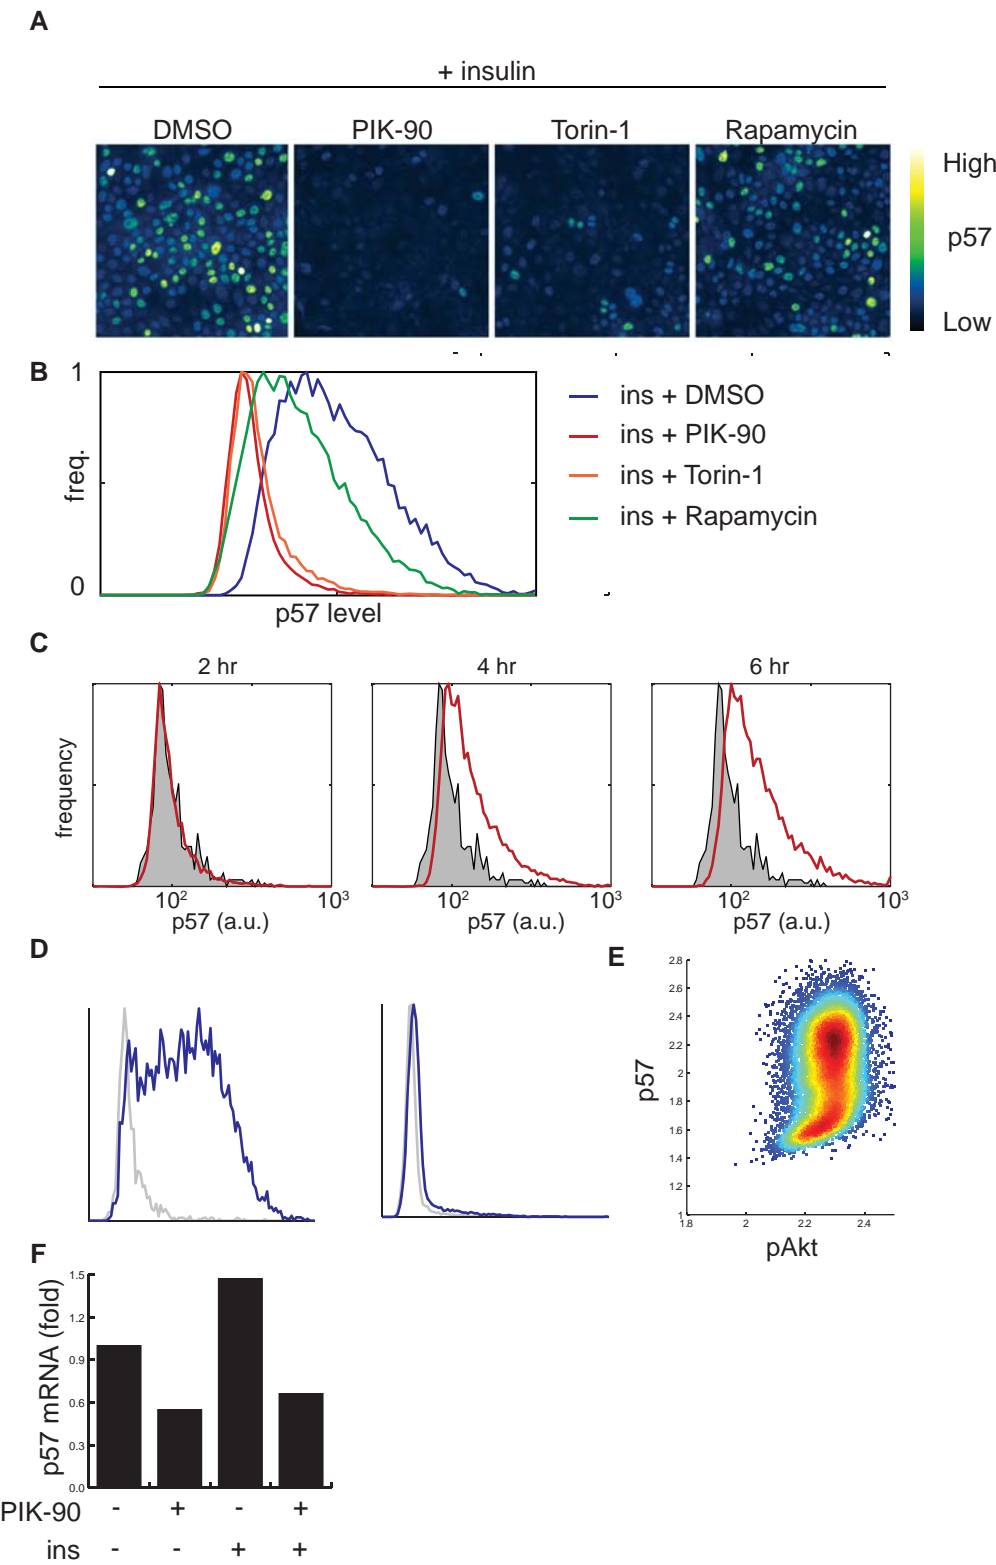 A
+ insulin
DMSO PIK-90 Torin-1 Rapamycin
High
p57
Low
B
1
freq.
0
p57 level
ins + DMSO
ins + PIK-90
ins + Torin-1
ins + Rapamycin
C
2 hr 4 hr 6 hr
frequency
10² 10³ 10² 10³ 10² 10³
p57 (a.u.) p57 (a.u.) p57 (a.u.)
D
E
2.8
2.6
2.4
2.2
2
1.8
1.6
1.4
1.2
1
p57
1.8 2 2.2 2.4
pAkt
F
1.5
1.2
0.9
0.6
0.3
0.0
p57 mRNA (fold)
PIK-90 - + - +
ins - - + +